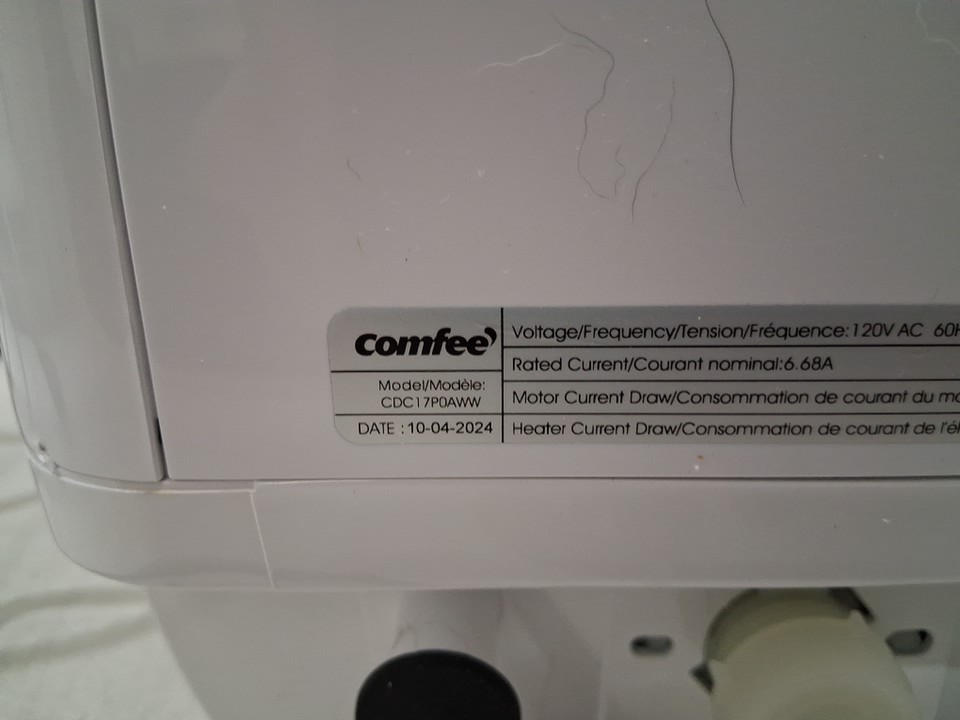 comfee
Model/Modèle:
CDC17P0AWW
DATE : 10-04-2024
Voltage/Frequency/Tension/Fréquence:120V AC
Rated Current/Courant nominal:6.68A
Motor Current Draw/Consommation de courant du
Heater Current Draw/Consommation de courant de